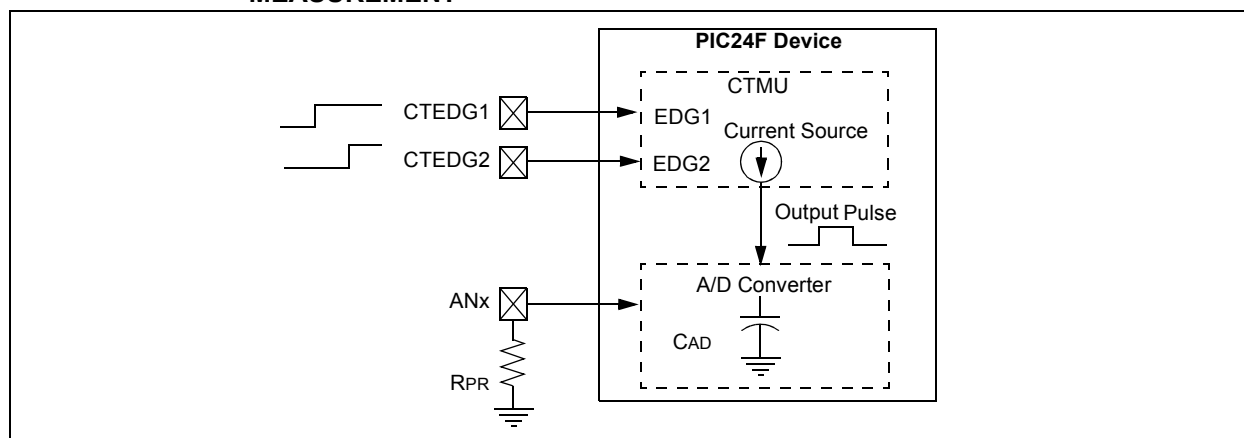 MEASUREMENT
PIC24F Device
CTMU
CTEDG1
EDG1
Current Source
CTEDG2
EDG2
Output Pulse
A/D Converter
ANx
CAD
RPR